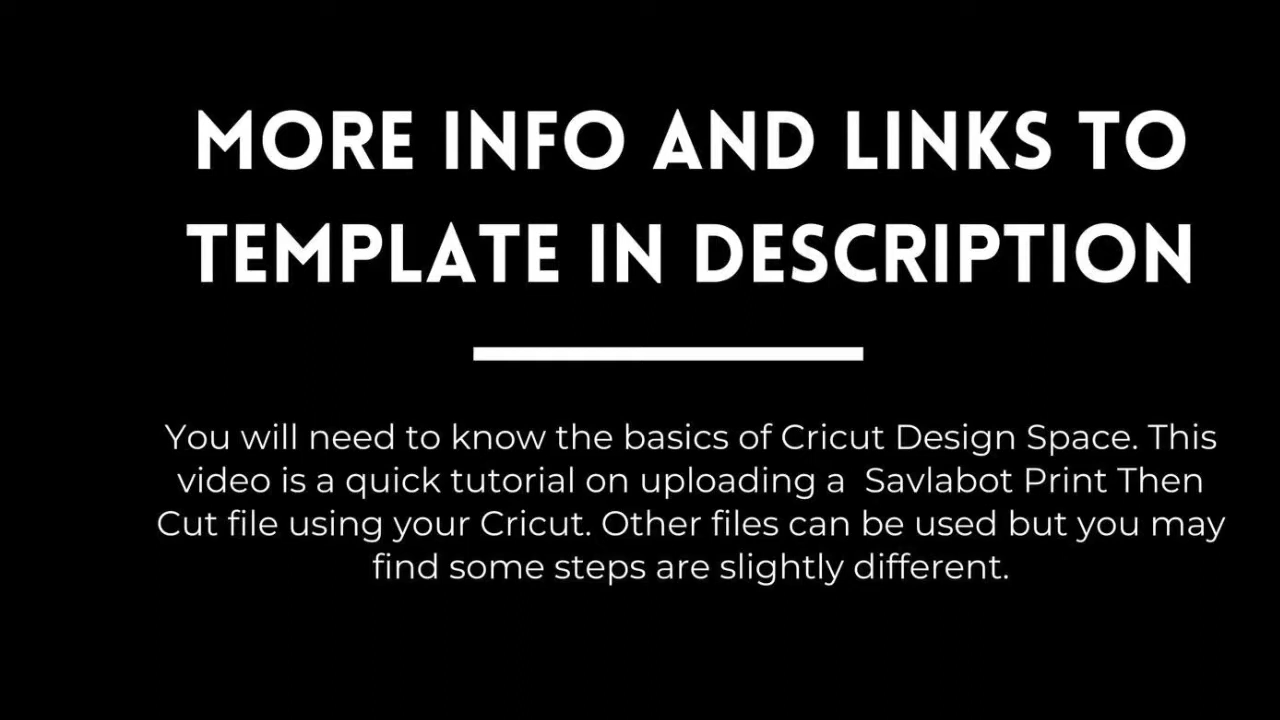 MORE INFO AND LINKS TO
TEMPLATE IN DESCRIPTION
You will need to know the basics of Cricut Design Space. This
video is a quick tutorial on uploading a  Savlabot Print Then
Cut file using your Cricut. Other files can be used but you may
find some steps are slightly different.